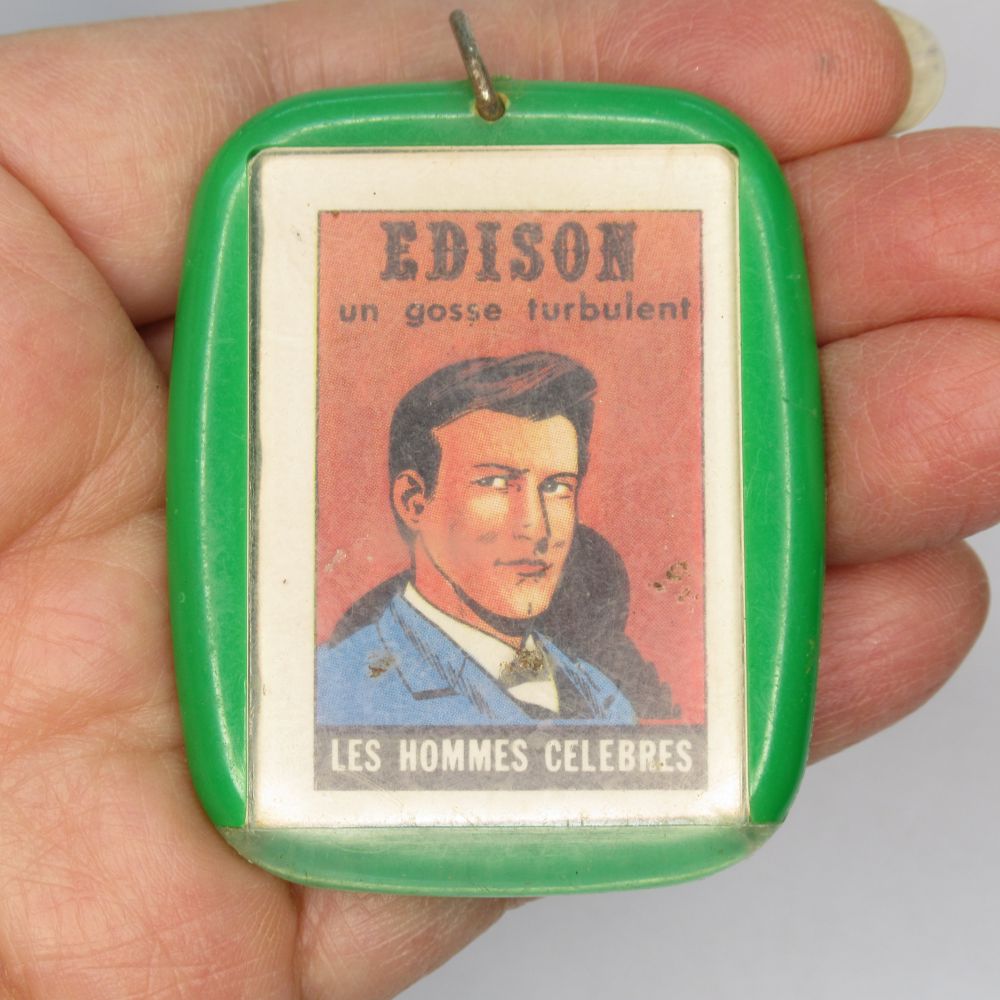 EDISON
un gosse turbulent
LES HOMMES CELEBRES